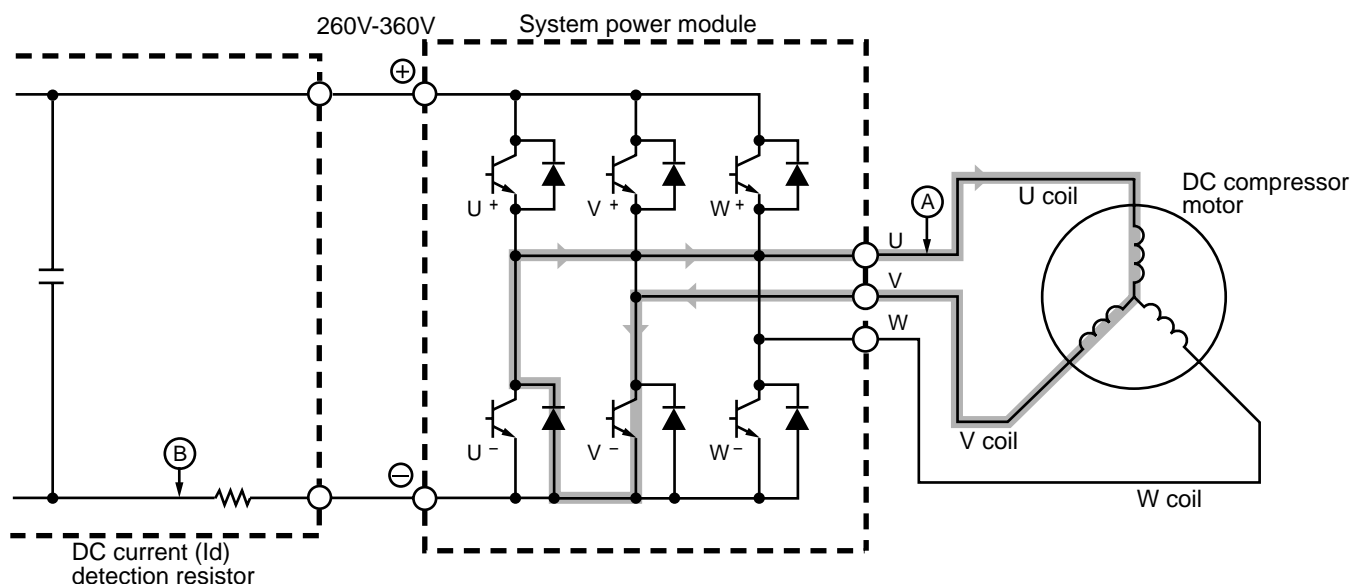 260V-360V
System power module
+
U +
V +
W +
A
U coil
DC compressor
motor
U
V
W
B
−
U −
V −
W −
V coil
W coil
DC current (Id)
detection resistor